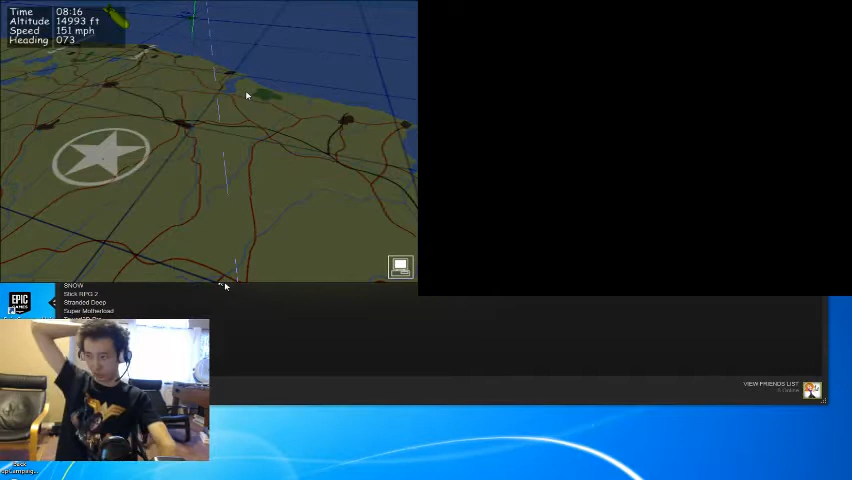 Time 08:16
Altitude 14993 ft
Speed 151 mph
Heading 073
SNOW
Stick RPG 2
Stranded Deep
Super Motherload
EPIC
GAMES
VIEW FRIENDS LIST